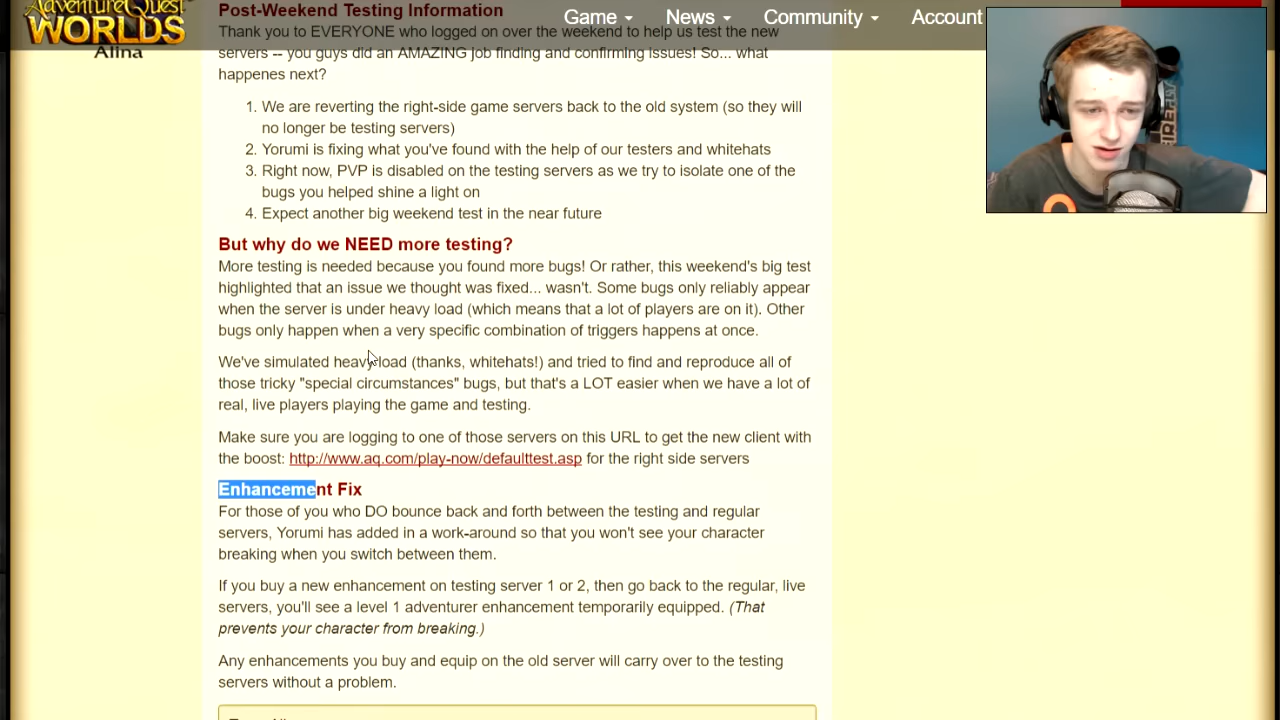 AdventureQuest
WORLDS
Alina
Game
News
Community
Account
Post-Weekend Testing Information
Thank you to EVERYONE who logged on over the weekend to help us test the new
servers -- you guys did an AMAZING job finding and confirming issues! So... what
happenes next?
1. We are reverting the right-side game servers back to the old system (so they will
no longer be testing servers)
2. Yorumi is fixing what you've found with the help of our testers and whitehats
3. Right now, PVP is disabled on the testing servers as we try to isolate one of the
bugs you helped shine a light on
4. Expect another big weekend test in the near future
But why do we NEED more testing?
More testing is needed because you found more bugs! Or rather, this weekend's big test
highlighted that an issue we thought was fixed... wasn't. Some bugs only reliably appear
when the server is under heavy load (which means that a lot of players are on it). Other
bugs only happen when a very specific combination of triggers happens at once.
We've simulated heavy load (thanks, whitehats!) and tried to find and reproduce all of
those tricky "special circumstances" bugs, but that's a LOT easier when we have a lot of
real, live players playing the game and testing.
Make sure you are logging to one of those servers on this URL to get the new client with
the boost: http://www.aq.com/play-now/defaulttest.asp for the right side servers
Enhancement Fix
For those of you who DO bounce back and forth between the testing and regular
servers, Yorumi has added in a work-around so that you won't see your character
breaking when you switch between them.
If you buy a new enhancement on testing server 1 or 2, then go back to the regular, live
servers, you'll see a level 1 adventurer enhancement temporarily equipped. (That
prevents your character from breaking.)
Any enhancements you buy and equip on the old server will carry over to the testing
servers without a problem.